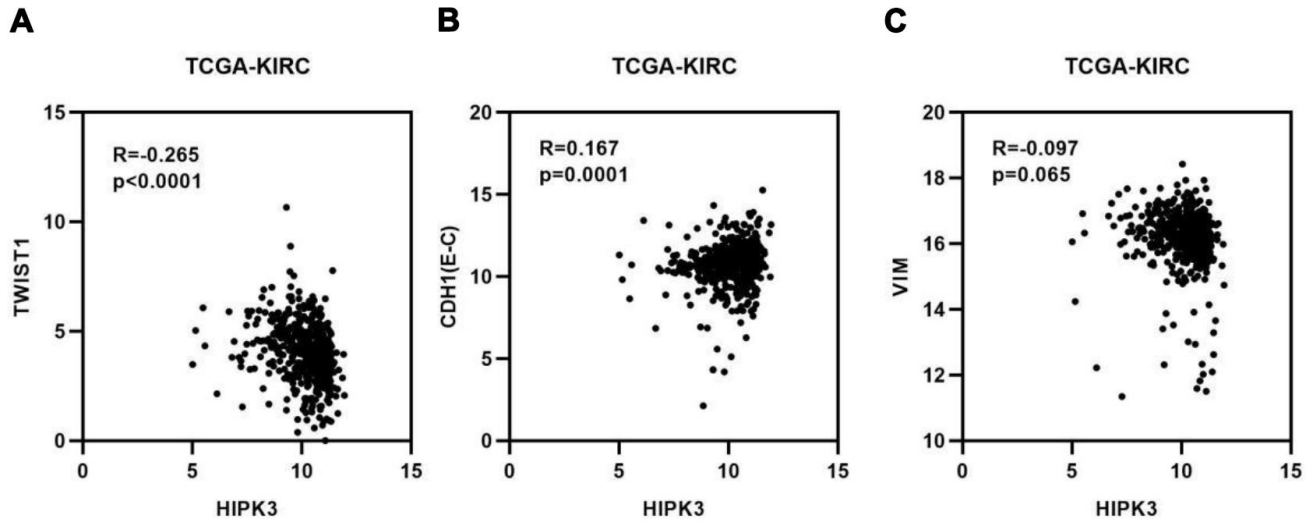 A
TCGA-KIRC
TWIST1
15
10
5
0
R=-0.265
p<0.0001
0 5 10 15
HIPK3
B
TCGA-KIRC
CDH1(E-C)
20
15
10
5
0
R=0.167
p=0.0001
0 5 10 15
HIPK3
C
TCGA-KIRC
VIM
20
18
16
14
12
10
R=-0.097
p=0.065
0 5 10 15
HIPK3